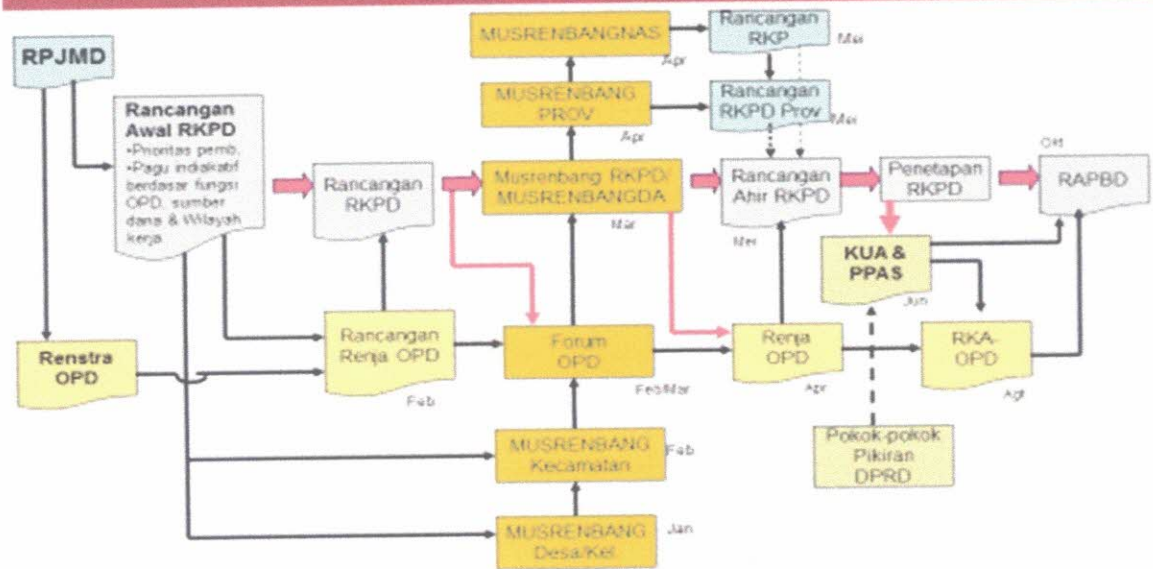 MUSRENBANGNAS
Apr
Rancangan
RKP
Mei
RPJMD
MUSRENBANG
PROV
Apr
Rancangan
RKPD Prov
Mei
Rancangan
Awal RKPD
•Prioritas pemb.
•Pagu indiakatif
berdasar fungsi
OPD, sumber
dana & Wilayah
kerja
Rancangan
RKPD
Musrenbang RKPD/
MUSRENBANGDA
Mar
Rancangan
Ahir RKPD
Mei
Penetapan
RKPD
Okt
RAPBD
KUA &
PPAS
Jun
Renstra
OPD
Rancangan
Renja OPD
Feb
Forum
OPD
Feb/Mar
Renja
OPD
Apr
RKA-
OPD
Agt
MUSRENBANG
Kecamatan
Feb
Pokok-pokok
Pikiran
DPRD
MUSRENBANG
Desa/Kel.
Jan